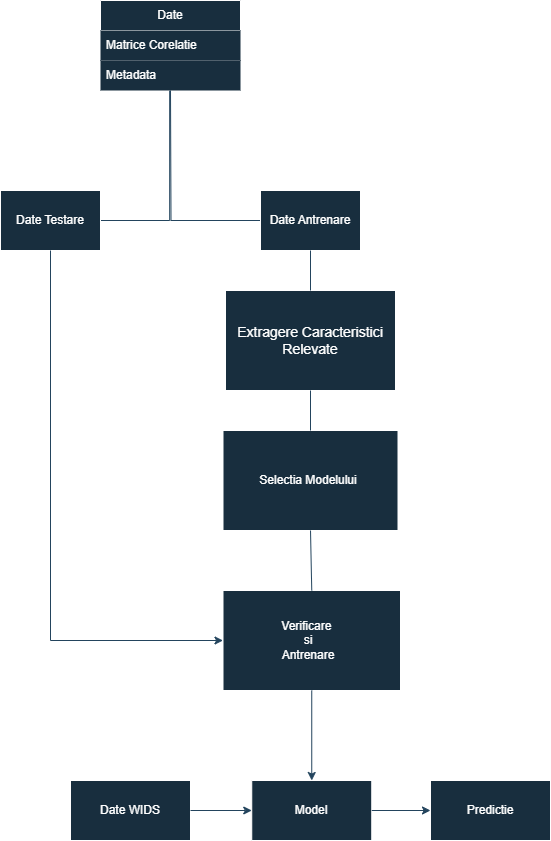 Date
Matrice Corelatie
Metadata
Date Testare
Date Antrenare
Extragere Caracteristici
Relevate
Selectia Modelului
Verificare
si
Antrenare
Date WIDS
Model
Predictie